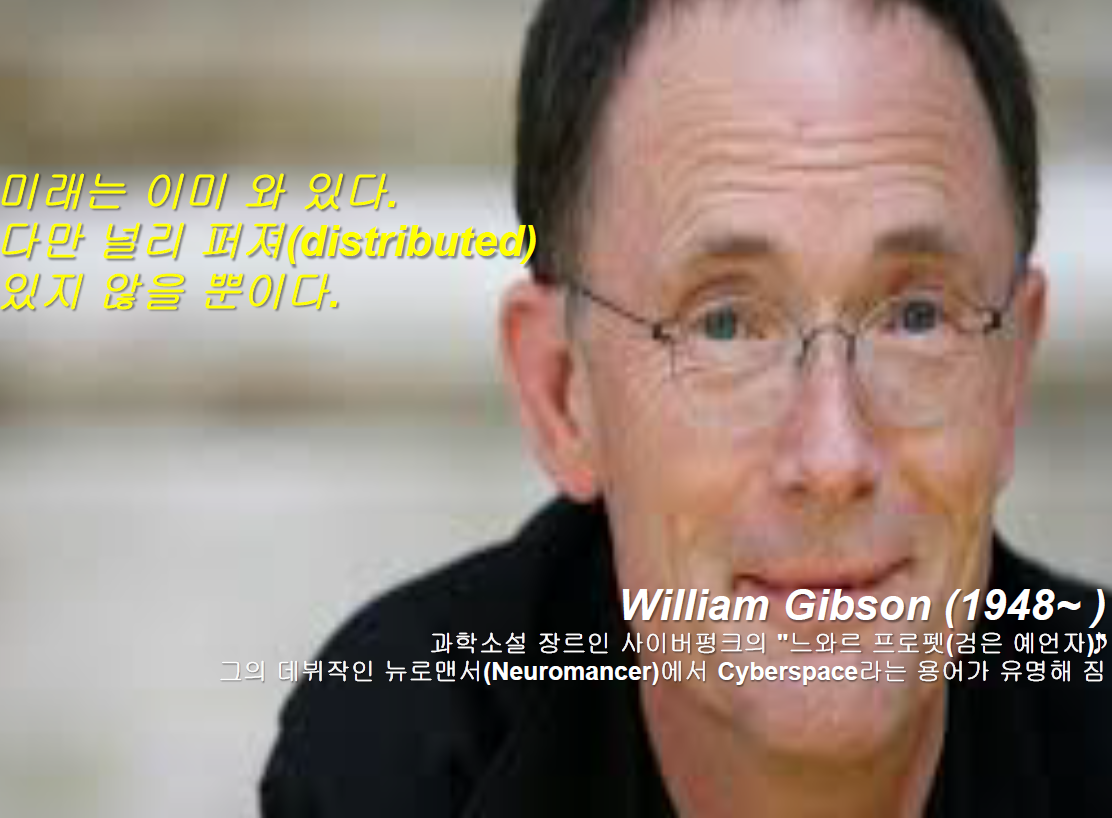 미래는 이미 와 있다.
다만 널리 퍼져(distributed)
있지 않을 뿐이다.
William Gibson (1948~ )
과학소설 장르인 사이버펑크의 "느와르 프로펫(검은 예언자)"
그의 데뷔작인 뉴로맨서(Neuromancer)에서 Cyberspace라는 용어가 유명해 짐